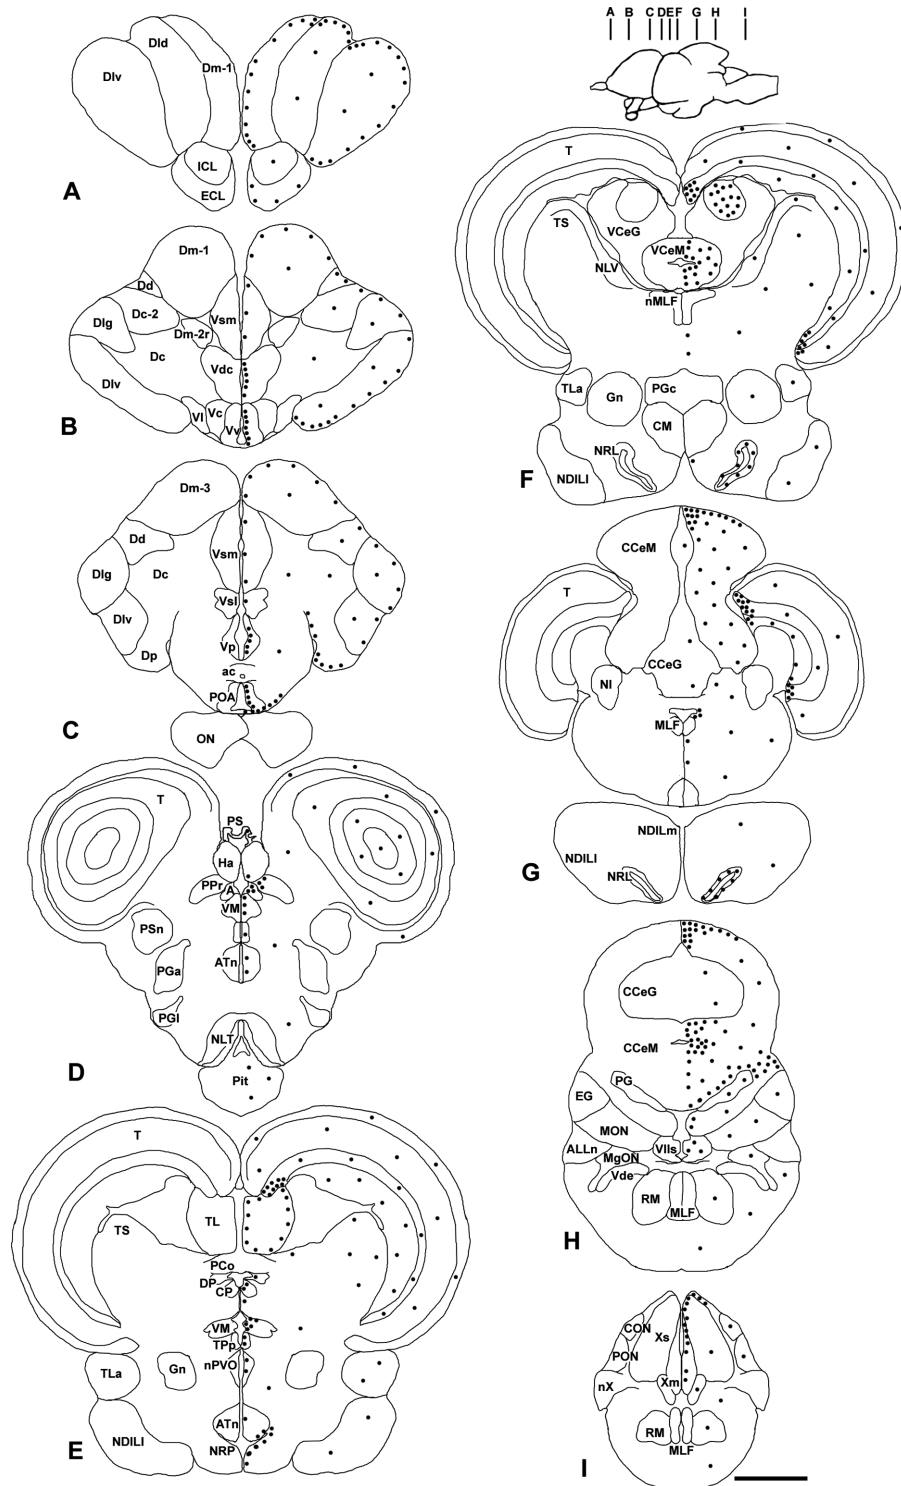 Dld
Dlv
Dm-1
ICL
ECL
A
Dm-1
Dd
Dlg
Dc-2
Vsm
Dm-2r
Dc
Vdc
Dlv
Vl
Vc
Vv
B
Dm-3
Dd
Vsm
Dlg
Dc
Vsl
Dlv
Vp
Dp
ac
POA
ON
C
T
PS
Ha
PPr
A
VM
PSn
ATn
PGa
PGl
NLT
Pit
D
T
TL
TS
PCo
DP
CP
VM
TPp
nPVO
TLa
Gn
ATn
NDILl
NRP
E
A B C D E F G H I
T
TS
VCeG
VCeM
NLV
nMLF
TLa
Gn
PGc
CM
NRL
NDILl
F
CCeM
T
CCeG
NI
MLF
NDILm
NDILl
NRL
G
CCeG
CCeM
PG
EG
MON
ALLn
VIIs
MgON
Vde
RM
MLF
H
CON
Xs
PON
nX
Xm
RM
MLF
I